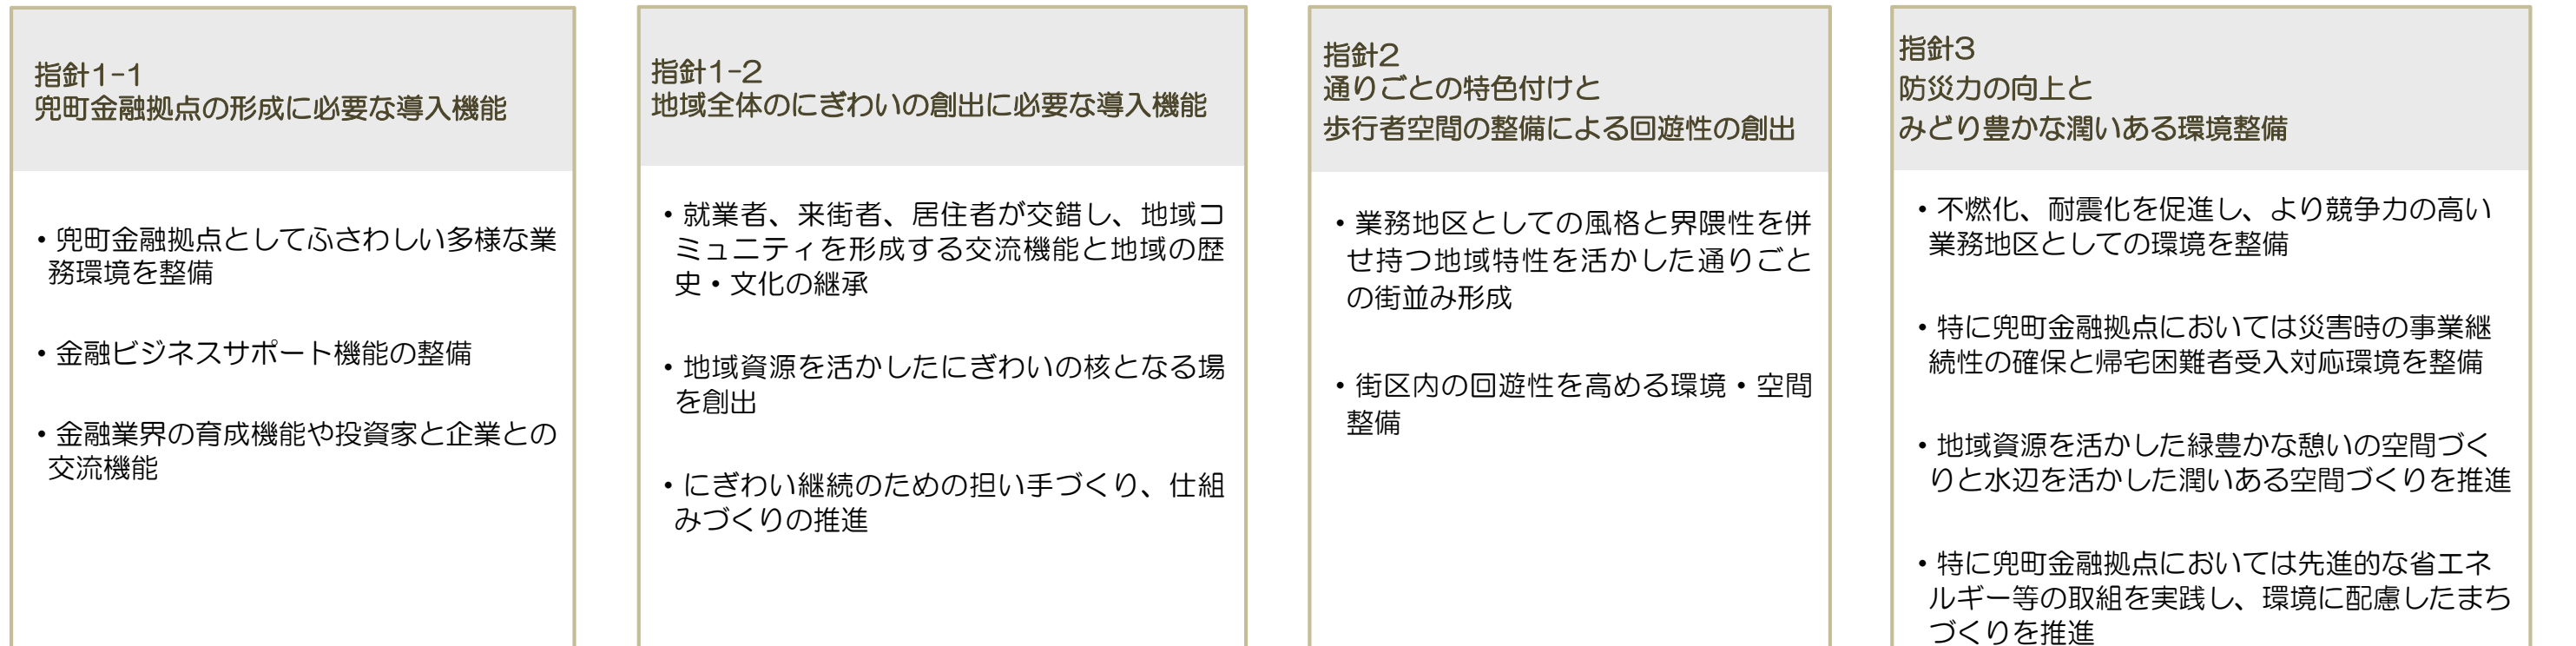 指針1-1
兜町金融拠点の形成に必要な導入機能
・兜町金融拠点としてふさわしい多様な業
務環境を整備
・金融ビジネスサポート機能の整備
・金融業界の育成機能や投資家と企業との
交流機能
指針1-2
地域全体のにぎわいの創出に必要な導入機能
・就業者、来街者、居住者が交錯し、地域コ
ミュニティを形成する交流機能と地域の歴
史・文化の継承
・地域資源を活かしたにぎわいの核となる場
を創出
・にぎわい継続のための担い手づくり、仕組
みづくりの推進
指針2
通りごとの特色付けと
歩行者空間の整備による回遊性の創出
・業務地区としての風格と界隈性を併
せ持つ地域特性を活かした通りごと
の街並み形成
・街区内の回遊性を高める環境・空間
整備
指針3
防災力の向上と
みどり豊かな潤いある環境整備
・不燃化、耐震化を促進し、より競争力の高い
業務地区としての環境を整備
・特に兜町金融拠点においては災害時の事業継
続性の確保と帰宅困難者受入対応環境を整備
・地域資源を活かした緑豊かな憩いの空間づく
りと水辺を活かした潤いある空間づくりを推進
・特に兜町金融拠点においては先進的な省エネ
ルギー等の取組を実践し、環境に配慮したまち
づくりを推進